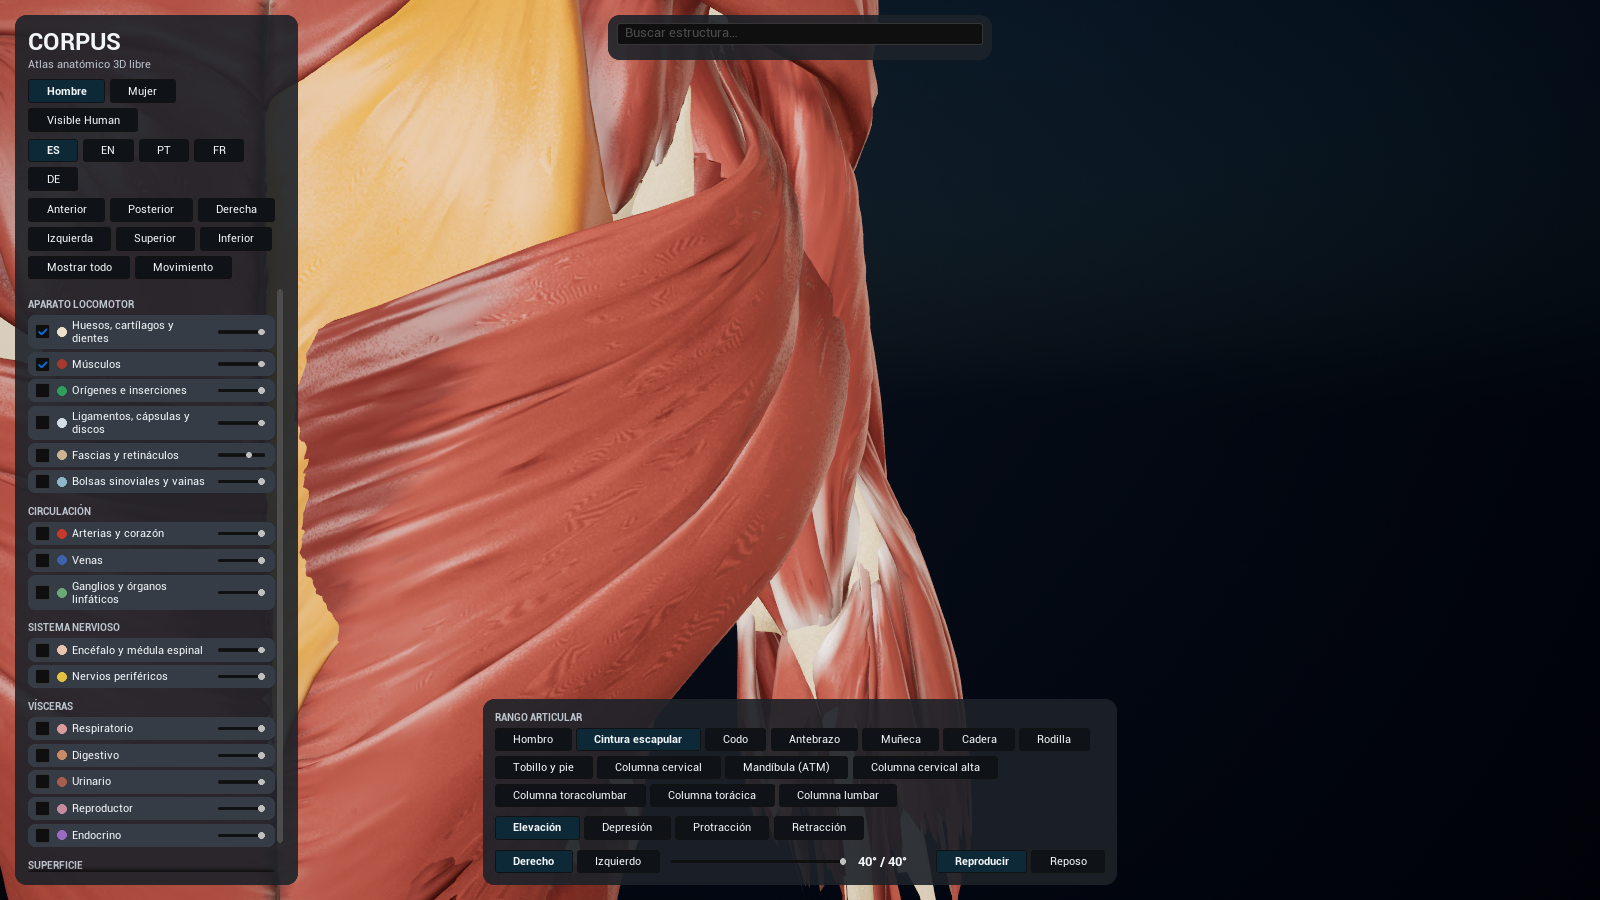 CORPUS
Atlas anatómico 3D libre
Hombre
Mujer
Visible Human
ES
EN
PT
FR
DE
Anterior
Posterior
Derecha
Izquierda
Superior
Inferior
Mostrar todo
Movimiento
APARATO LOCOMOTOR
Huesos, cartílagos y
dientes
Músculos
Orígenes e inserciones
Ligamentos, cápsulas y
discos
Fascias y retináculos
Bolsas sinoviales y vainas
CIRCULACIÓN
Arterias y corazón
Venas
Ganglios y órganos
linfáticos
SISTEMA NERVIOSO
Encéfalo y médula espinal
Nervios periféricos
VÍSCERAS
Respiratorio
Digestivo
Urinario
Reproductor
Endocrino
SUPERFICIE
Buscar estructura...
RANGO ARTICULAR
Hombro
Cintura escapular
Codo
Antebrazo
Muñeca
Cadera
Rodilla
Tobillo y pie
Columna cervical
Mandíbula (ATM)
Columna cervical alta
Columna toracolumbar
Columna torácica
Columna lumbar
Elevación
Depresión
Protracción
Retracción
Derecho
Izquierdo
40° / 40°
Reproducir
Reposo